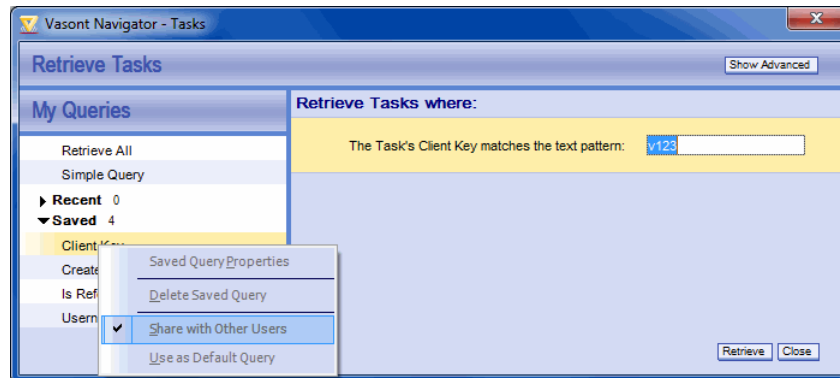 Vasont Navigator - Tasks
Retrieve Tasks
Show Advanced
My Queries
Retrieve Tasks where:
Retrieve All
The Task's Client Key matches the text pattern: v123
Simple Query
Recent 0
Saved 4
Client
Saved Query Properties
Delete Saved Query
Share with Other Users
Use as Default Query
Retrieve Close